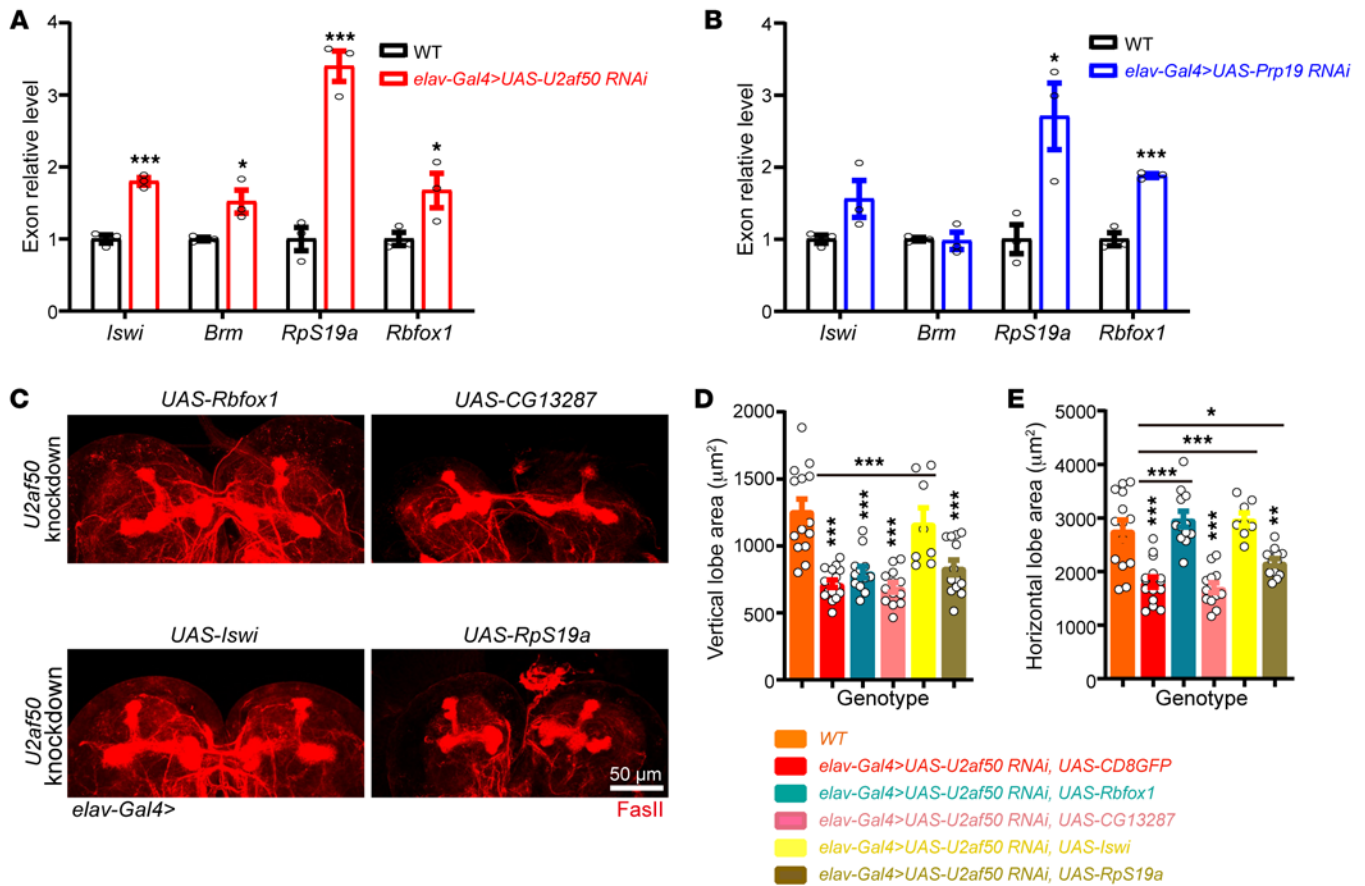 A
Exon relative level
4
3
2
1
0
***
*
***
*
WT
elav-Gal4>UAS-U2af50 RNAi
Iswi
Brm
RpS19a
Rbfox1
B
Exon relative level
4
3
2
1
0
*
***
WT
elav-Gal4>UAS-Prp19 RNAi
Iswi
Brm
RpS19a
Rbfox1
C
UAS-Rbfox1
UAS-CG13287
U2af50
knockdown
UAS-Iswi
UAS-RpS19a
U2af50
knockdown
50 µm
elav-Gal4>
FasII
D
Vertical lobe area (µm²)
2000
1500
1000
500
0
***
***
***
***
***
Genotype
E
Horizontal lobe area (µm²)
5000
4000
3000
2000
1000
0
*
***
***
***
***
**
Genotype
WT
elav-Gal4>UAS-U2af50 RNAi, UAS-CD8GFP
elav-Gal4>UAS-U2af50 RNAi, UAS-Rbfox1
elav-Gal4>UAS-U2af50 RNAi, UAS-CG13287
elav-Gal4>UAS-U2af50 RNAi, UAS-Iswi
elav-Gal4>UAS-U2af50 RNAi, UAS-RpS19a